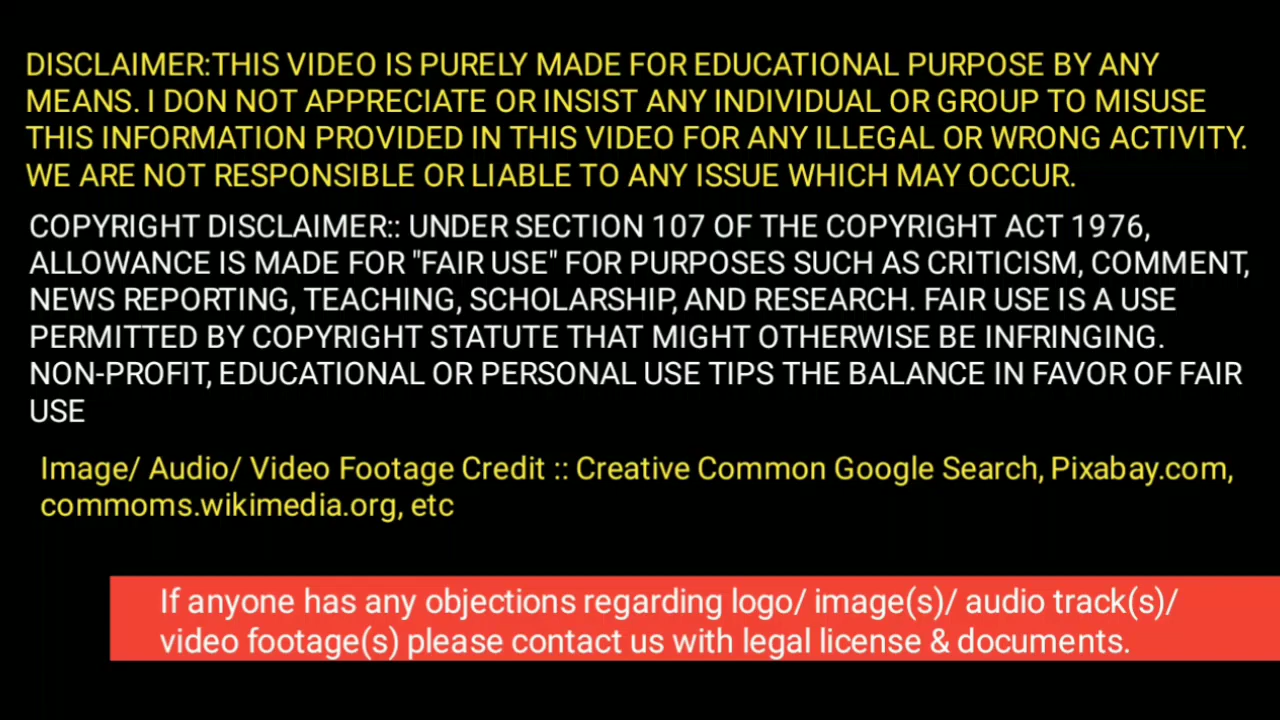 DISCLAIMER:THIS VIDEO IS PURELY MADE FOR EDUCATIONAL PURPOSE BY ANY
MEANS. I DON NOT APPRECIATE OR INSIST ANY INDIVIDUAL OR GROUP TO MISUSE
THIS INFORMATION PROVIDED IN THIS VIDEO FOR ANY ILLEGAL OR WRONG ACTIVITY.
WE ARE NOT RESPONSIBLE OR LIABLE TO ANY ISSUE WHICH MAY OCCUR.
COPYRIGHT DISCLAIMER:: UNDER SECTION 107 OF THE COPYRIGHT ACT 1976,
ALLOWANCE IS MADE FOR "FAIR USE" FOR PURPOSES SUCH AS CRITICISM, COMMENT,
NEWS REPORTING, TEACHING, SCHOLARSHIP, AND RESEARCH. FAIR USE IS A USE
PERMITTED BY COPYRIGHT STATUTE THAT MIGHT OTHERWISE BE INFRINGING.
NON-PROFIT, EDUCATIONAL OR PERSONAL USE TIPS THE BALANCE IN FAVOR OF FAIR
USE
Image/ Audio/ Video Footage Credit :: Creative Common Google Search, Pixabay.com,
commoms.wikimedia.org, etc
If anyone has any objections regarding logo/ image(s)/ audio track(s)/
video footage(s) please contact us with legal license & documents.